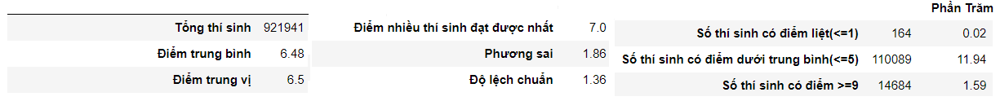 Tổng thí sinh 921941
Điểm trung bình 6.48
Điểm trung vị 6.5
Điểm nhiều thí sinh đạt được nhất 7.0
Phương sai 1.86
Độ lệch chuẩn 1.36
Phần Trăm
Số thí sinh có điểm liệt(<=1) 164 0.02
Số thí sinh có điểm dưới trung bình(<=5) 110089 11.94
Số thí sinh có điểm >=9 14684 1.59